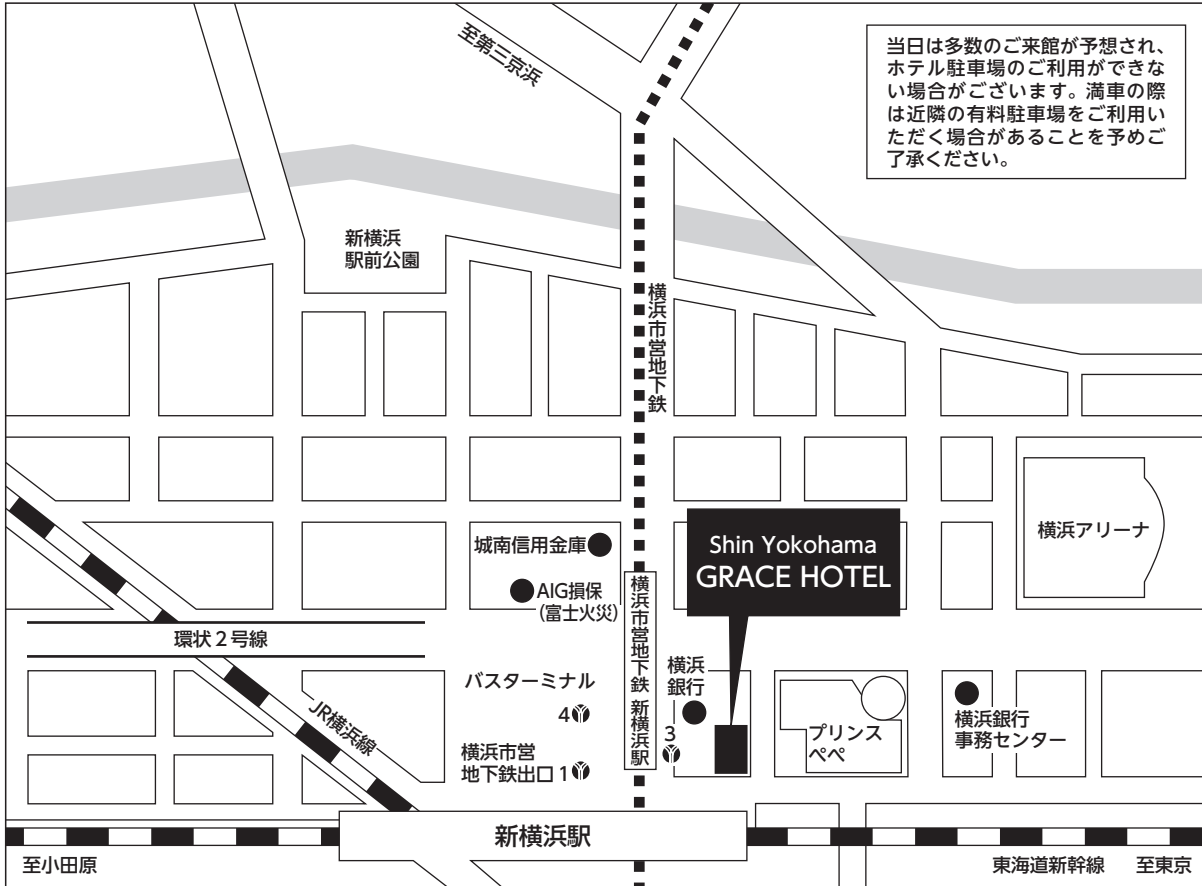 至第三京浜
当日は多数のご来館が予想され、
ホテル駐車場のご利用ができな
い場合がございます。満車の際
は近隣の有料駐車場をご利用い
ただく場合があることを予めご
了承ください。
新横浜
駅前公園
横浜市営地下鉄
城南信用金庫
AIG損保
(富士火災)
Shin Yokohama
GRACE HOTEL
横浜アリーナ
環状2号線
JR横浜線
バスターミナル
4
横浜市営
地下鉄出口1
横浜市営地下鉄 新横浜駅
横浜
銀行
3
プリンス
ペペ
横浜銀行
事務センター
新横浜駅
至小田原
東海道新幹線
至東京